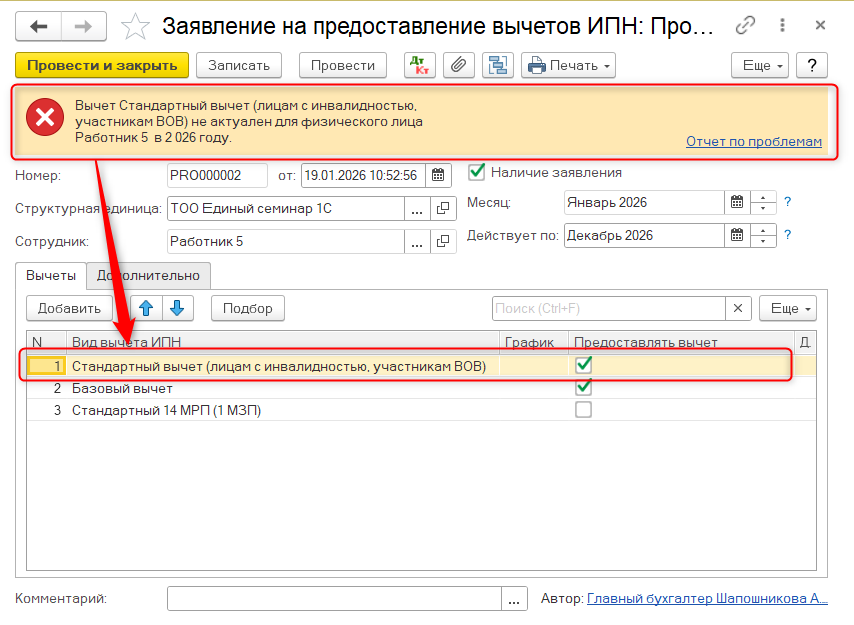 Заявление на предоставление вычетов ИПН: Про...
Провести и закрыть Записать Провести Дт Кт Печать Еще ?
Вычет Стандартный вычет (лицам с инвалидностью,
участникам ВОВ) не актуален для физического лица
Работник 5 в 2 026 году.
Отчет по проблемам
Номер: PRO000002 от: 19.01.2026 10:52:56 Наличие заявления
Структурная единица: ТОО Единый семинар 1С ... Месяц: Январь 2026 ?
Сотрудник: Работник 5 ... Действует по: Декабрь 2026 ?
Вычеты Дополнительно
Добавить Подбор Поиск (Ctrl+F) × Еще
N Вид вычета ИПН График Предоставлять вычет Д
1 Стандартный вычет (лицам с инвалидностью, участникам ВОВ)
2 Базовый вычет
3 Стандартный 14 МРП (1 МЗП)
Комментарий: ... Автор: Главный бухгалтер Шапошникова А...